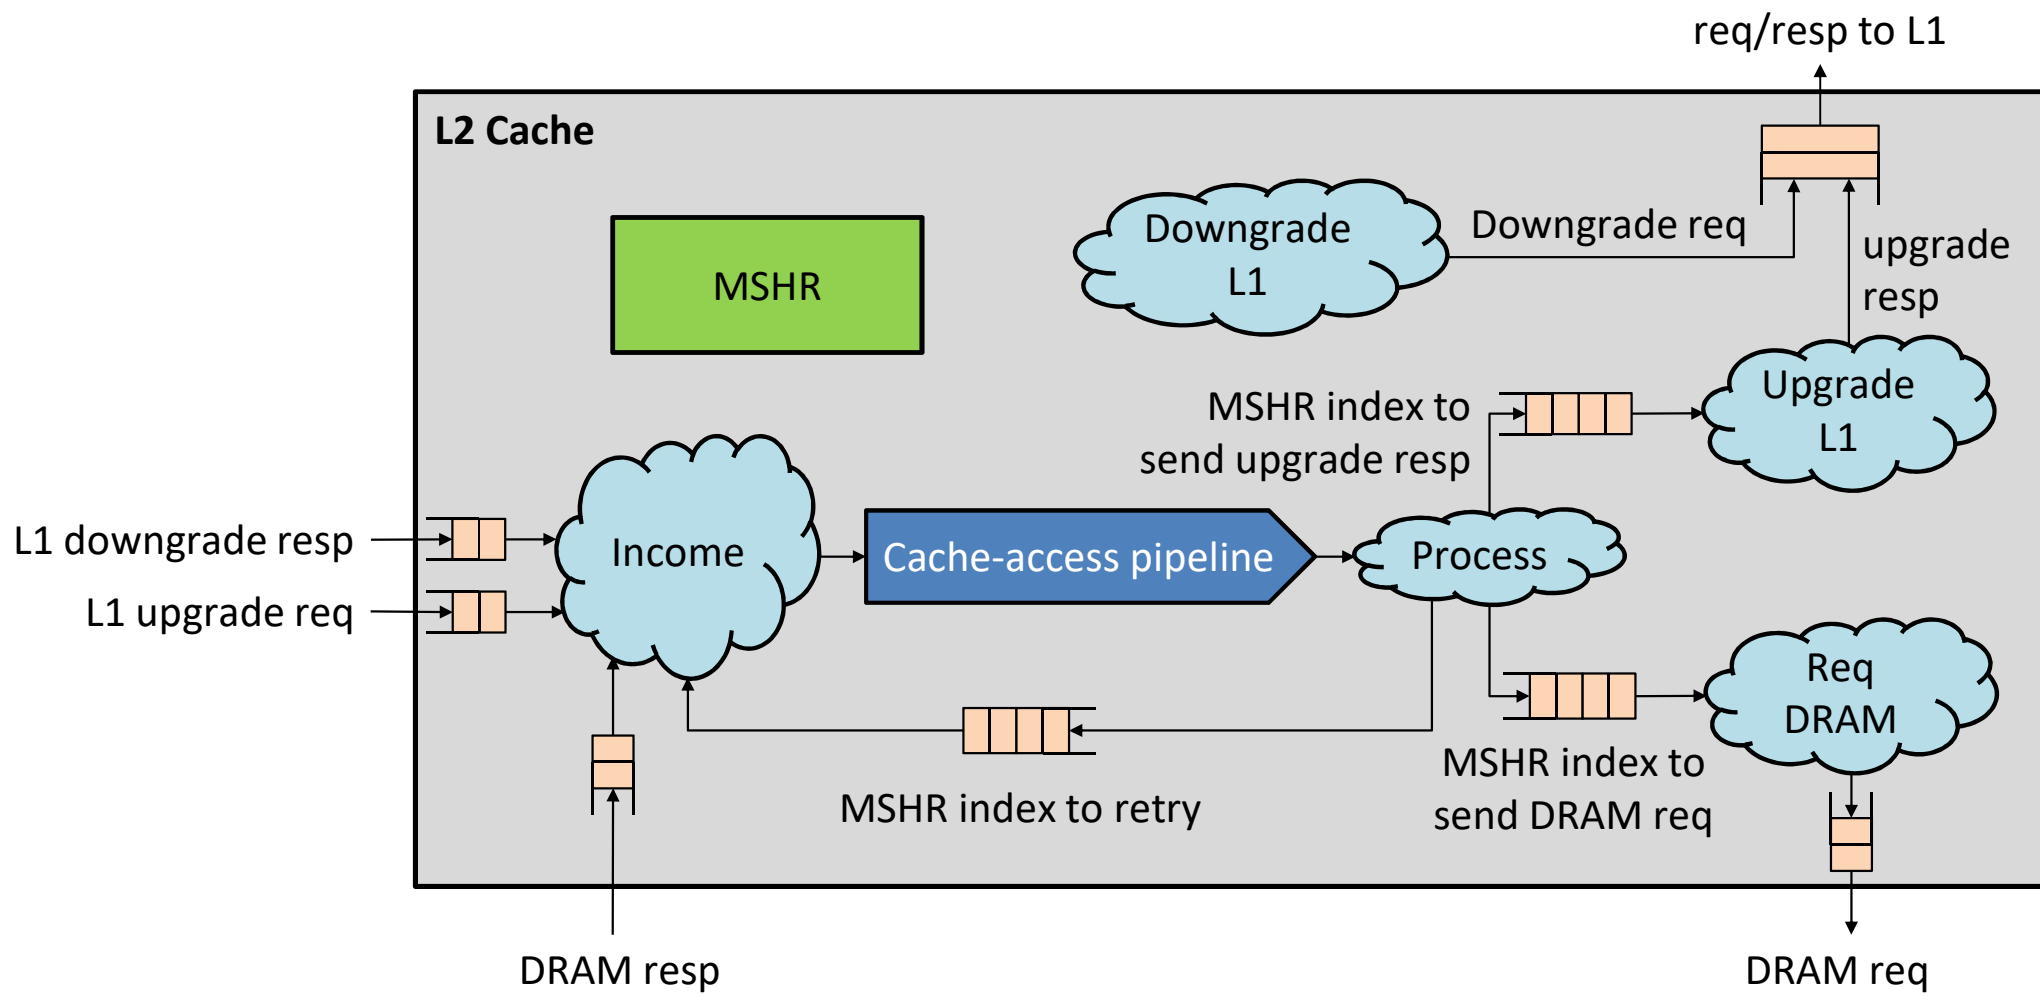 req/resp to L1
L2 Cache
MSHR
Downgrade
L1
Downgrade req
upgrade
resp
MSHR index to
send upgrade resp
Upgrade
L1
L1 downgrade resp
L1 upgrade req
Income
Cache-access pipeline
Process
Req
DRAM
MSHR index to retry
MSHR index to
send DRAM req
DRAM resp
DRAM req